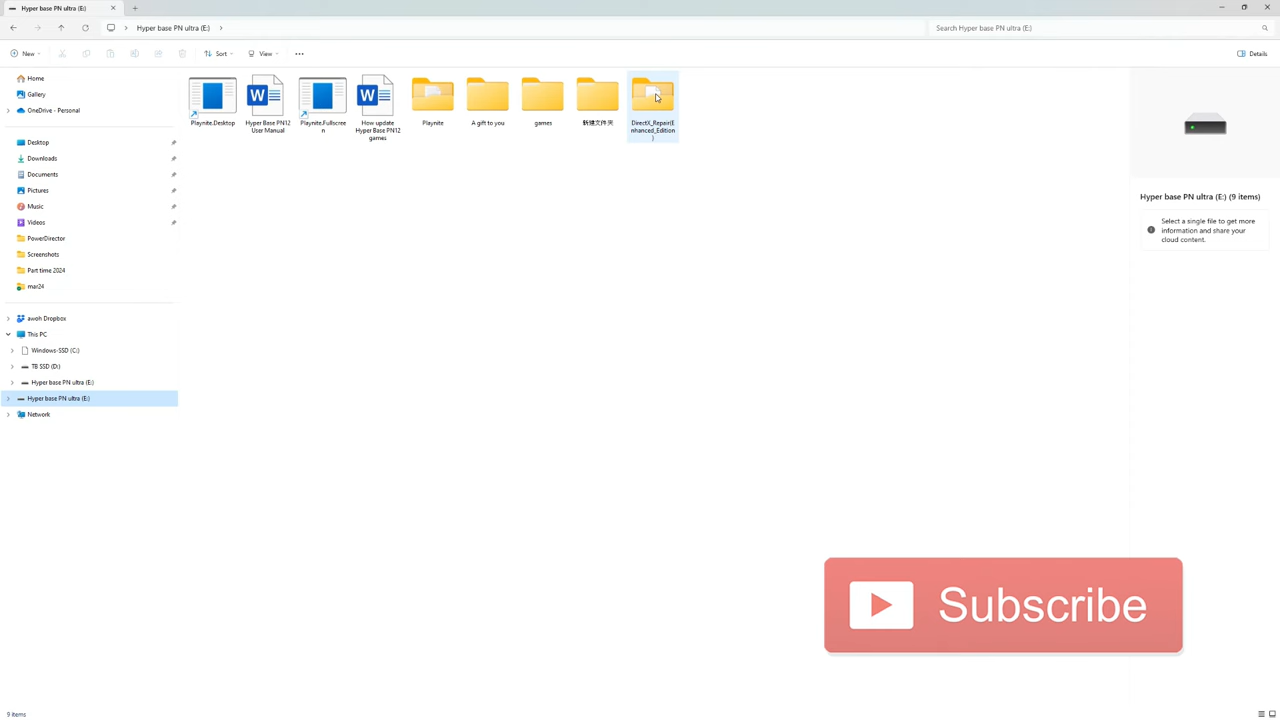 Hyper base PN ultra (E:)
Hyper base PN ultra (E:)
Search Hyper base PN ultra (E:)
New
Sort
View
Details
Home
Gallery
OneDrive - Personal
Desktop
Downloads
Documents
Pictures
Music
Videos
PowerDirector
Screenshots
Part time 2024
mar24
awoh Dropbox
This PC
Windows-SSD (C:)
TB SSD (D:)
Hyper base PN ultra (E:)
Hyper base PN ultra (E:)
Network
Playnite.Desktop
Hyper Base PN12
User Manual
Playnite.Fullscree
n
How update
Hyper Base PN12
games
Playnite
A gift to you
games
新建文件夹
DirectX_Repair(E
nhanced_Edition
)
Hyper base PN ultra (E:) (9 items)
Select a single file to get more
information and share your
cloud content.
Subscribe
9 items